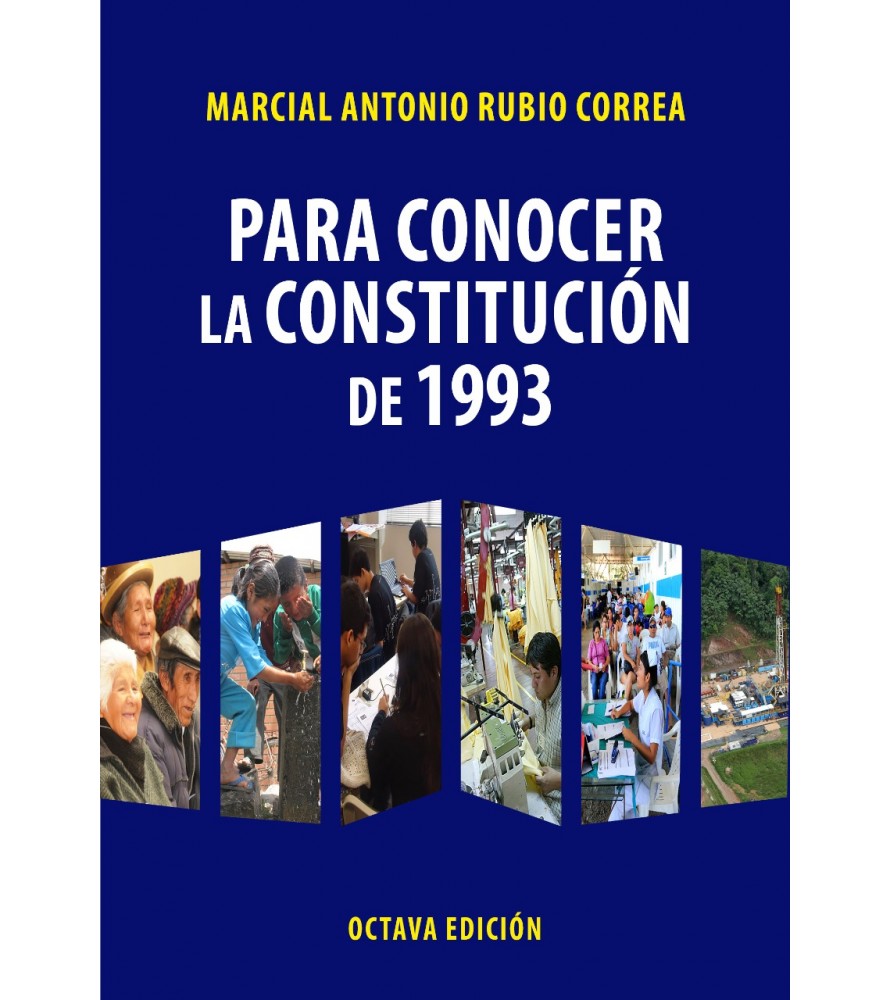 MARCIAL ANTONIO RUBIO CORREA
PARA CONOCER
LA CONSTITUCIÓN
DE 1993
OCTAVA EDICIÓN